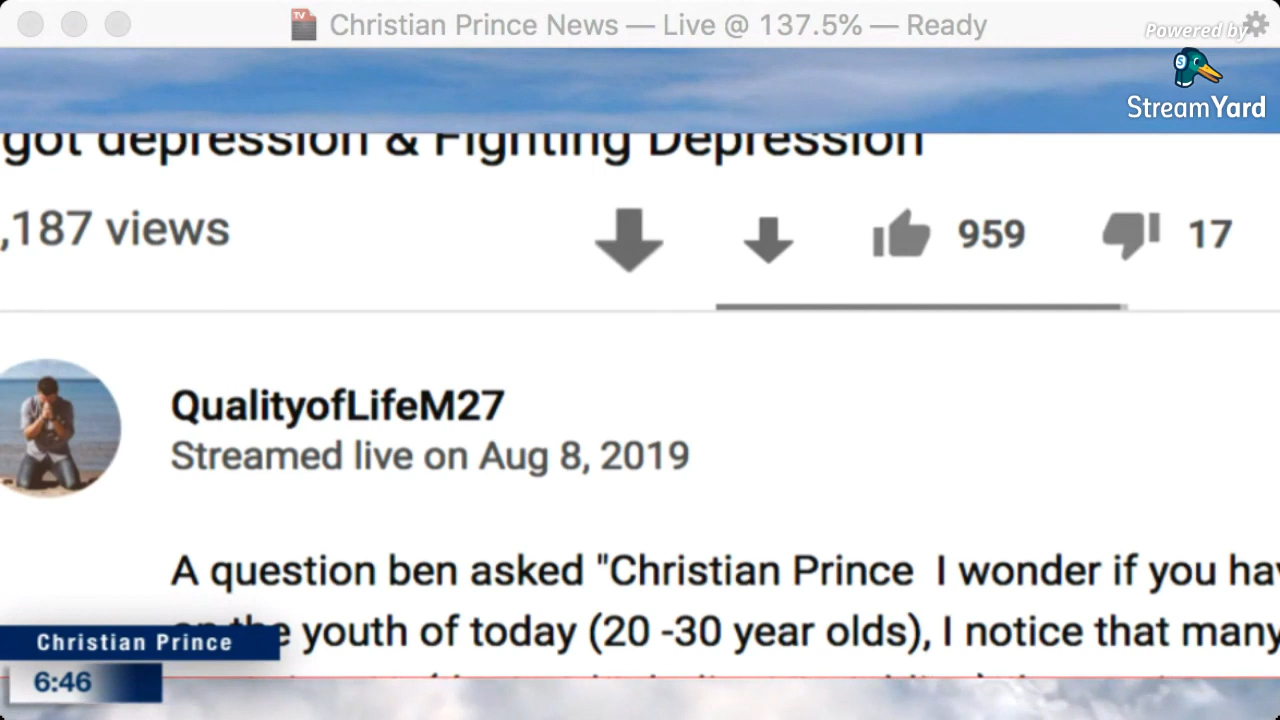 Christian Prince News — Live @ 137.5% — Ready
Powered by
StreamYard
got depression & Fighting Depression
,187 views
959
17
QualityofLifeM27
Streamed live on Aug 8, 2019
A question ben asked "Christian Prince I wonder if you hav
the youth of today (20 -30 year olds), I notice that many
Christian Prince
6:46